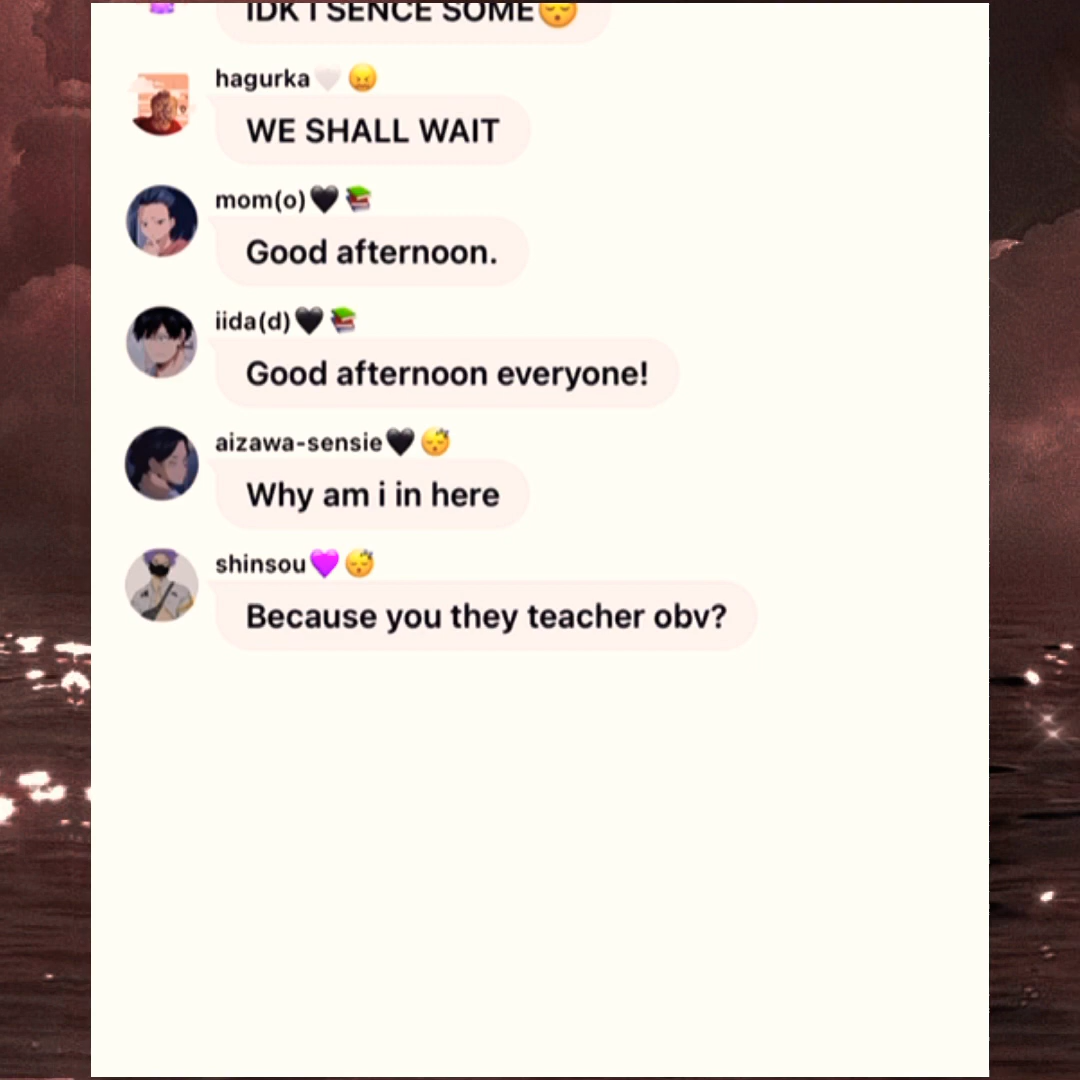 IDK I SENCE SOME😴
hagurka🤍😠
WE SHALL WAIT
mom(o)🖤📚
Good afternoon.
iida(d)🖤📚
Good afternoon everyone!
aizawa-sensie🖤😴
Why am i in here
shinsou💜😴
Because you they teacher obv?